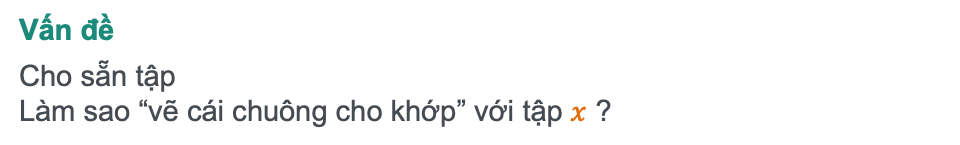 Vấn đề
Cho sẵn tập
Làm sao “vẽ cái chuông cho khớp” với tập x ?